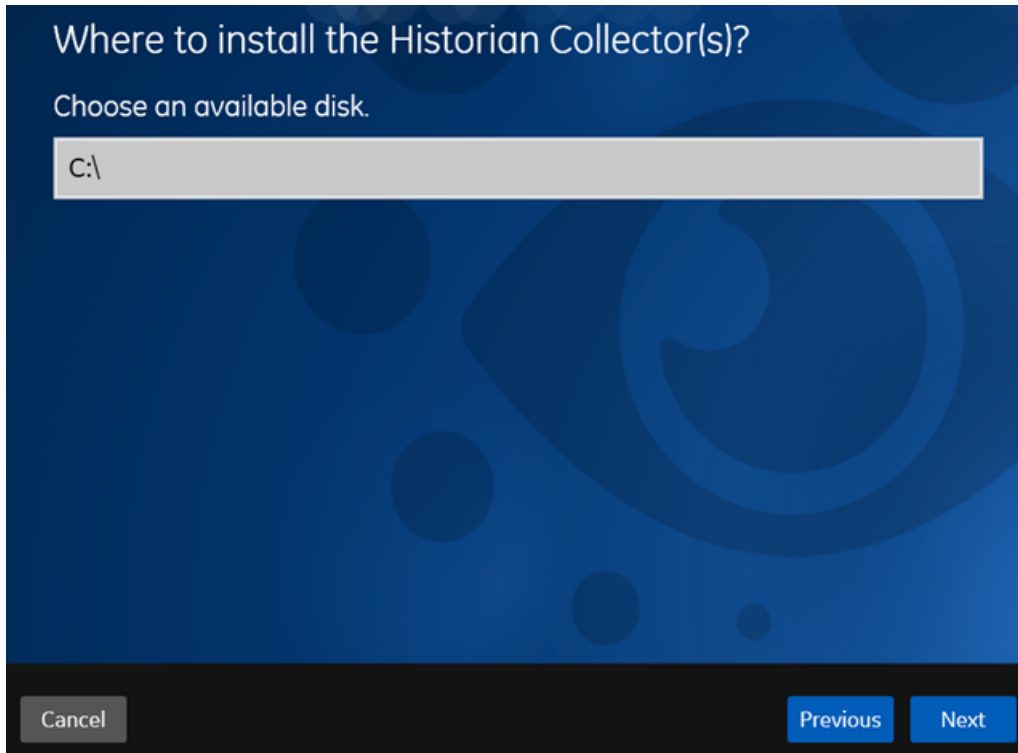 Where to install the Historian Collector(s)?
Choose an available disk.
C:\
Cancel
Previous
Next